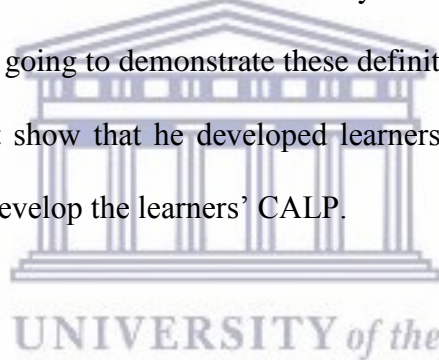 going to demonstrate these definit
show that he developed learners
evelop the learners' CALP.
UNIVERSITY of the